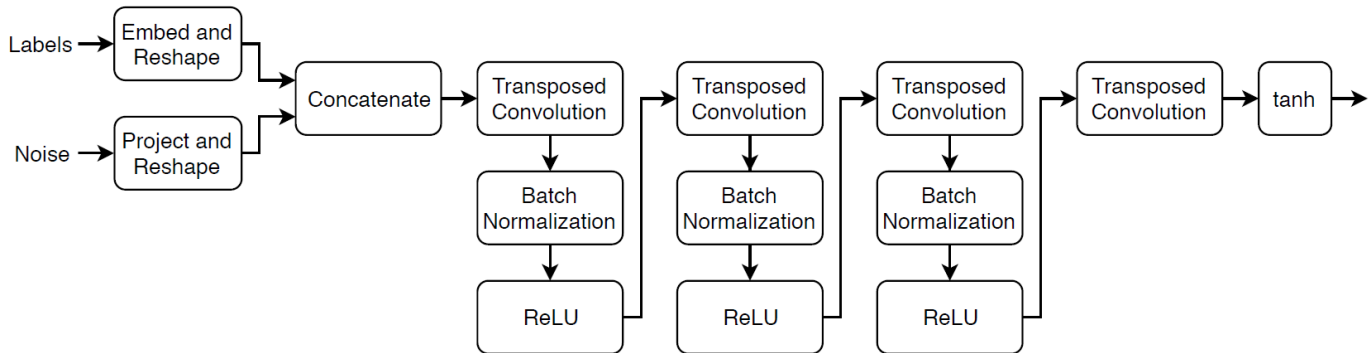 Labels
Embed and
Reshape
Noise
Project and
Reshape
Concatenate
Transposed
Convolution
Batch
Normalization
ReLU
Transposed
Convolution
Batch
Normalization
ReLU
Transposed
Convolution
Batch
Normalization
ReLU
Transposed
Convolution
tanh